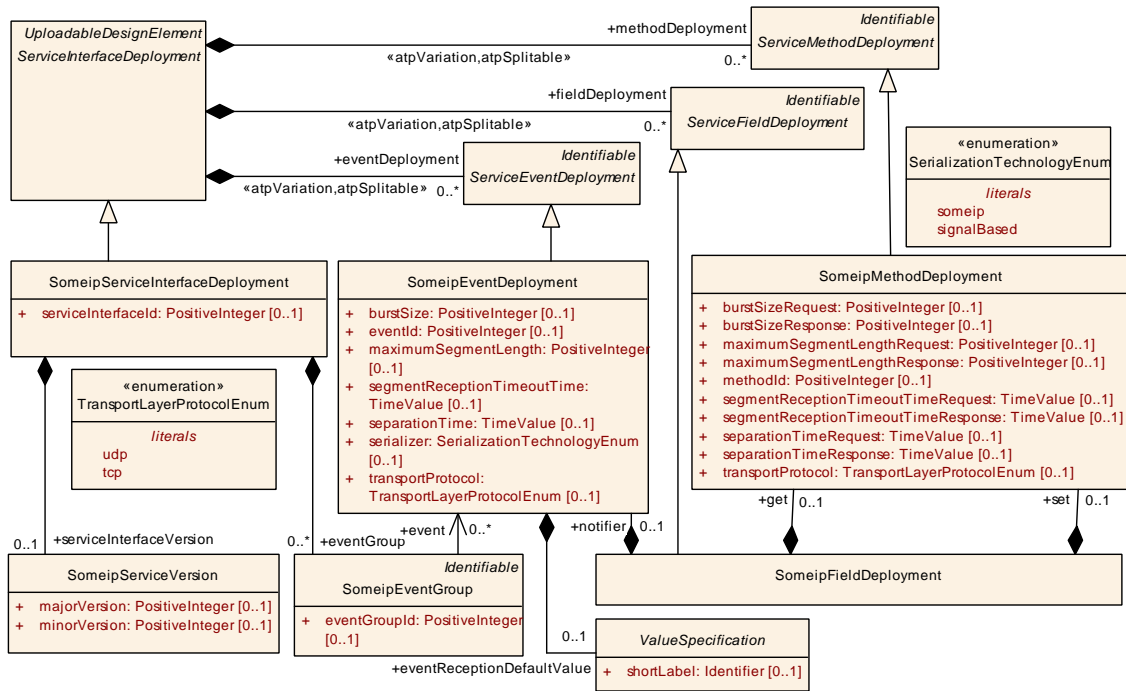 UploadableDesignElement
ServiceInterfaceDeployment
+methodDeployment
«atpVariation,atpSplitable»
0..*
Identifiable
ServiceMethodDeployment
+fieldDeployment
«atpVariation,atpSplitable»
0..*
Identifiable
ServiceFieldDeployment
+eventDeployment
«atpVariation,atpSplitable»
0..*
Identifiable
ServiceEventDeployment
«enumeration»
SerializationTechnologyEnum
literals
someip
signalBased
SomeipServiceInterfaceDeployment
+ serviceInterfaceId: PositiveInteger [0..1]
SomeipEventDeployment
+ burstSize: PositiveInteger [0..1]
+ eventId: PositiveInteger [0..1]
+ maximumSegmentLength: PositiveInteger
[0..1]
+ segmentReceptionTimeoutTime:
TimeValue [0..1]
+ separationTime: TimeValue [0..1]
+ serializer: SerializationTechnologyEnum
[0..1]
+ transportProtocol:
TransportLayerProtocolEnum [0..1]
SomeipMethodDeployment
+ burstSizeRequest: PositiveInteger [0..1]
+ burstSizeResponse: PositiveInteger [0..1]
+ maximumSegmentLengthRequest: PositiveInteger [0..1]
+ maximumSegmentLengthResponse: PositiveInteger [0..1]
+ methodId: PositiveInteger [0..1]
+ segmentReceptionTimeoutTimeRequest: TimeValue [0..1]
+ segmentReceptionTimeoutTimeResponse: TimeValue [0..1]
+ separationTimeRequest: TimeValue [0..1]
+ separationTimeResponse: TimeValue [0..1]
+ transportProtocol: TransportLayerProtocolEnum [0..1]
«enumeration»
TransportLayerProtocolEnum
literals
udp
tcp
+get
0..1
+set
0..1
+event
0..*
+notifier
0..1
0..1
+serviceInterfaceVersion
0..*
+eventGroup
SomeipServiceVersion
+ majorVersion: PositiveInteger [0..1]
+ minorVersion: PositiveInteger [0..1]
Identifiable
SomeipEventGroup
+ eventGroupId: PositiveInteger
[0..1]
SomeipFieldDeployment
0..1
+eventReceptionDefaultValue
ValueSpecification
+ shortLabel: Identifier [0..1]